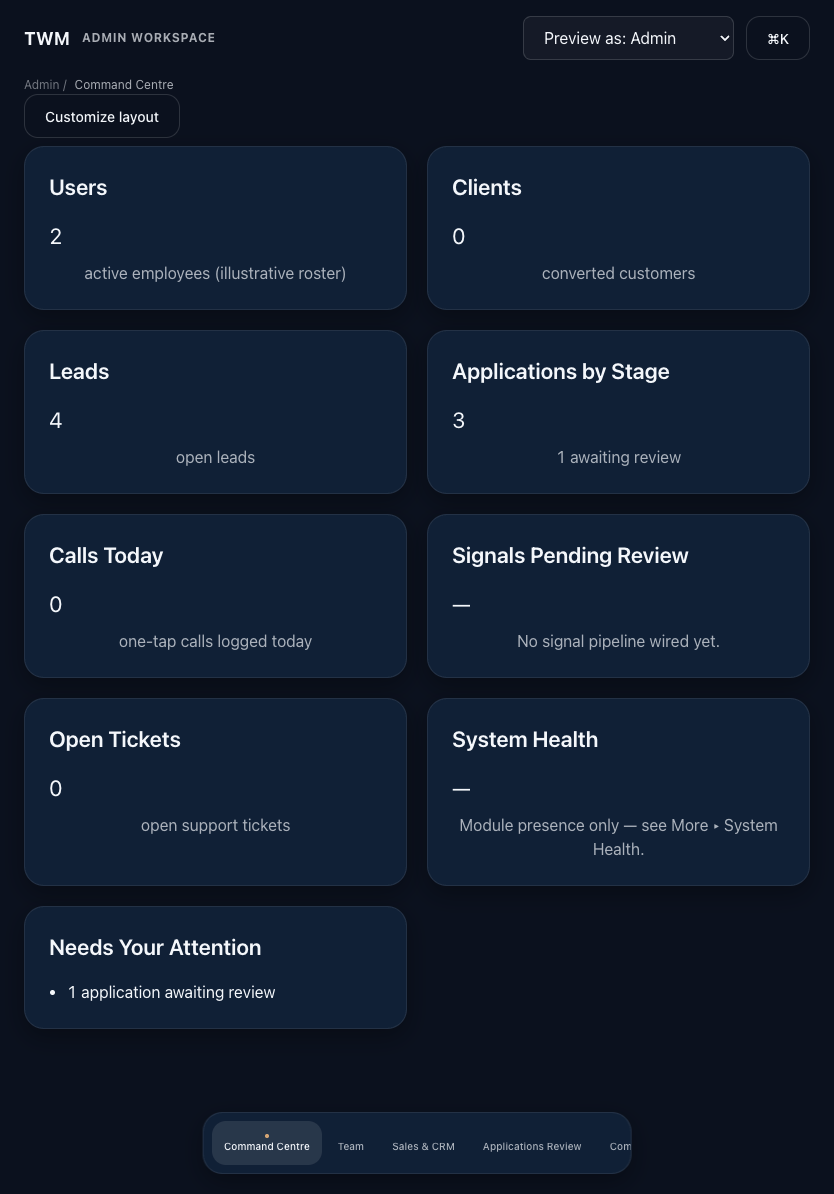 TWM ADMIN WORKSPACE
Preview as: Admin
⌘K
Admin / Command Centre
Customize layout
Users
2
active employees (illustrative roster)
Clients
0
converted customers
Leads
4
open leads
Applications by Stage
3
1 awaiting review
Calls Today
0
one-tap calls logged today
Signals Pending Review
—
No signal pipeline wired yet.
Open Tickets
0
open support tickets
System Health
—
Module presence only — see More ▸ System
Health.
Needs Your Attention
• 1 application awaiting review
Command Centre Team Sales & CRM Applications Review Com